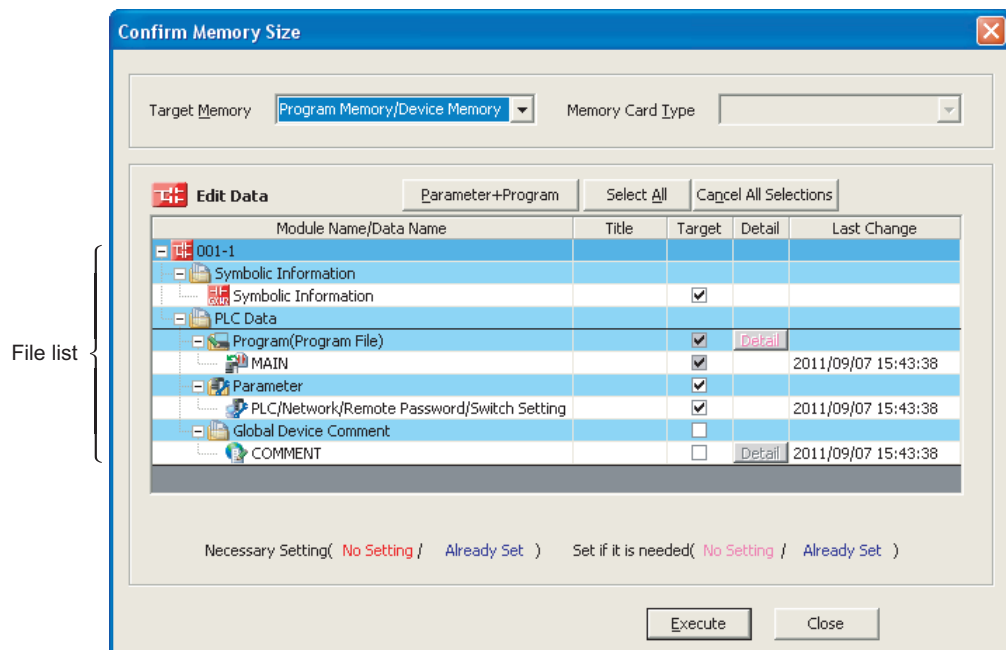 Confirm Memory Size
Target Memory Program Memory/Device Memory Memory Card Type
Edit Data Parameter+Program Select All Cancel All Selections
Module Name/Data Name Title Target Detail Last Change
001-1
Symbolic Information
Symbolic Information
PLC Data
Program(Program File) Detail
File list
MAIN 2011/09/07 15:43:38
Parameter
PLC/Network/Remote Password/Switch Setting 2011/09/07 15:43:38
Global Device Comment
COMMENT Detail 2011/09/07 15:43:38
Necessary Setting( No Setting / Already Set ) Set if it is needed( No Setting / Already Set )
Execute Close